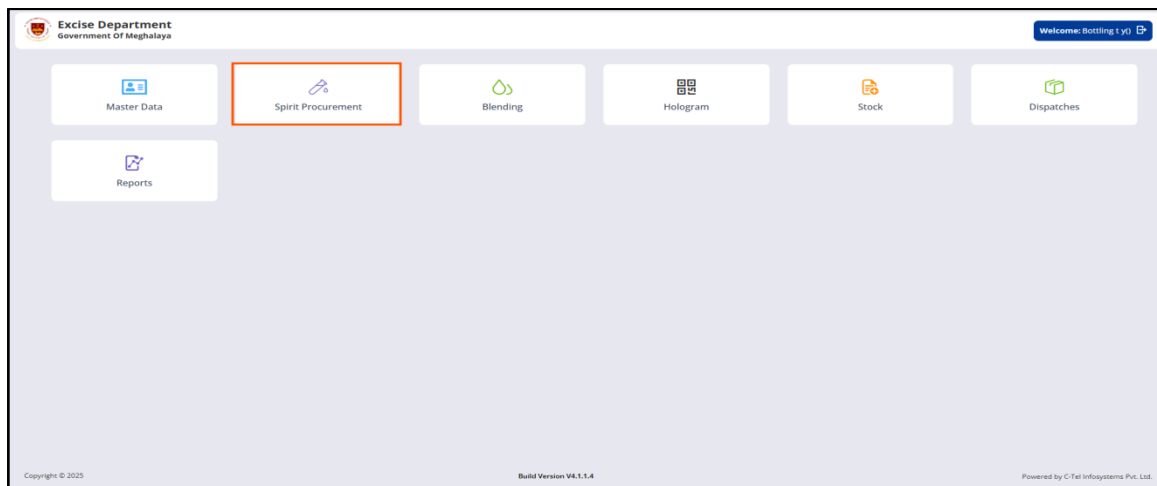 Excise Department
Government Of Meghalaya
Welcome: Bottling t y()
Master Data
Spirit Procurement
Blending
Hologram
Stock
Dispatches
Reports
Copyright © 2025
Build Version V4.1.1.4
Powered by C-Tel Infosystems Pvt. Ltd.